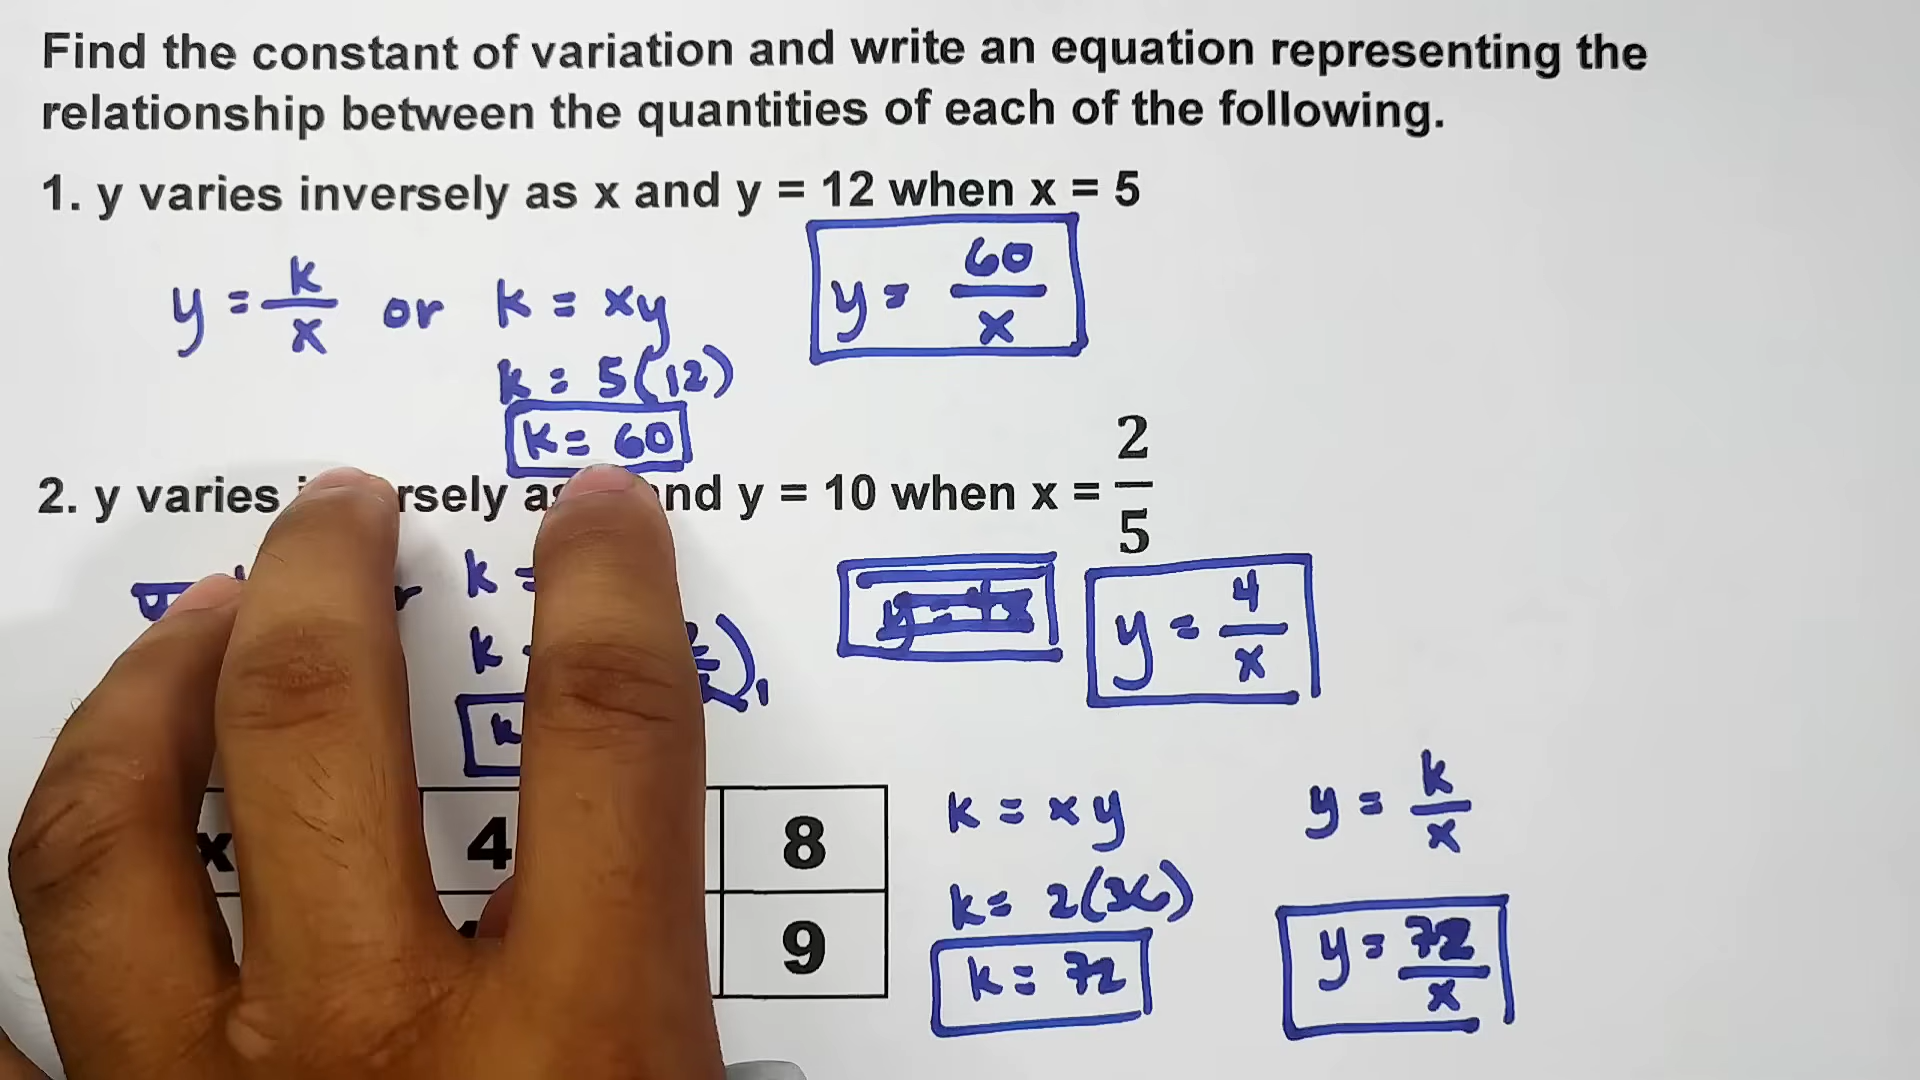 Find the constant of variation and write an equation representing the
relationship between the quantities of each of the following.
1. y varies inversely as x and y = 12 when x = 5
y = k/x or k = xy
k = 5(12)
k = 60
y = 60/x
2. y varies rsely as nd y = 10 when x = 2/5
k =
k
k
y = 4/x
x 4 8
9
k = xy
k = 2(36)
k = 72
y = k/x
y = 72/x